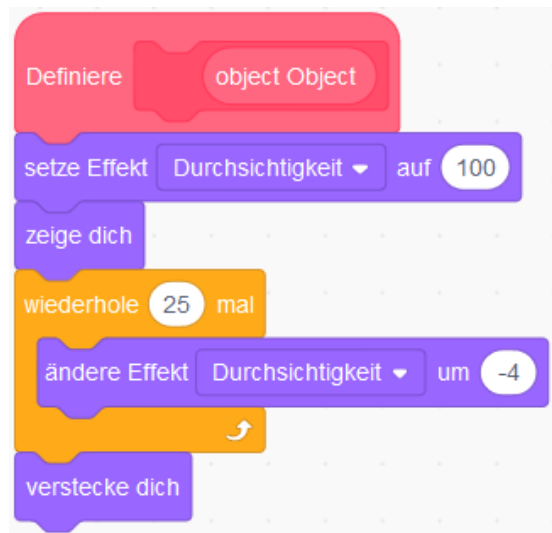 Definiere object Object
setze Effekt Durchsichtigkeit auf 100
zeige dich
wiederhole 25 mal
ändere Effekt Durchsichtigkeit um -4
verstecke dich